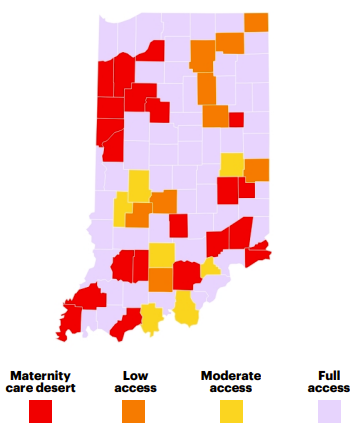 Maternity care desert
Low access
Moderate access
Full access